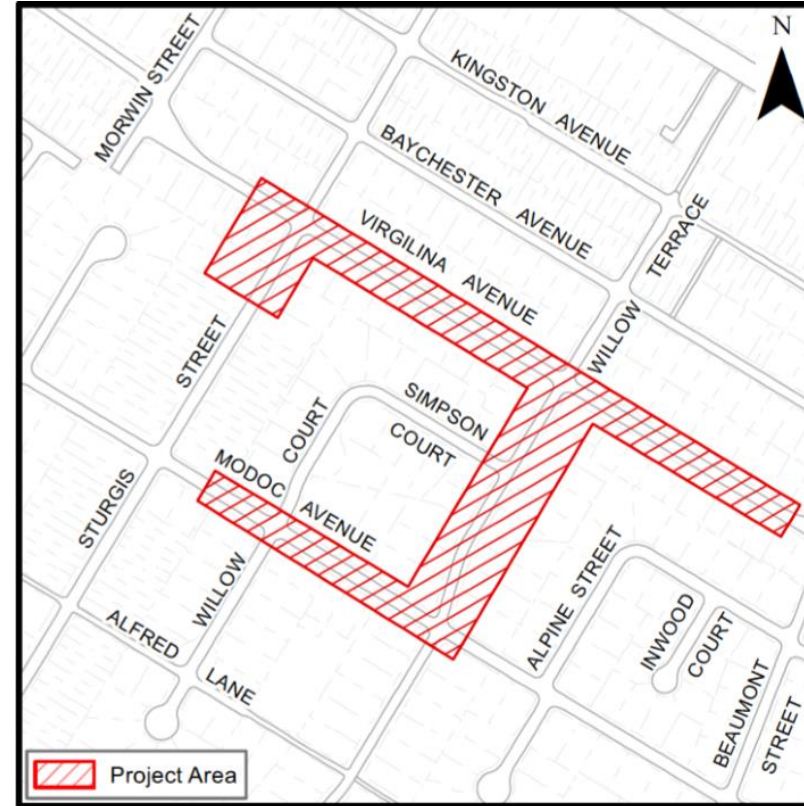 N
MORWIN STREET
KINGSTON AVENUE
BAYCHESTER AVENUE
VIRGILINA AVENUE
WILLOW TERRACE
STREET
SIMPSON
COURT
COURT
MODOC AVENUE
STURGIS
WILLOW
ALPINE STREET
INWOOD
COURT
ALFRED
LANE
BEAUMONT
STREET
Project Area